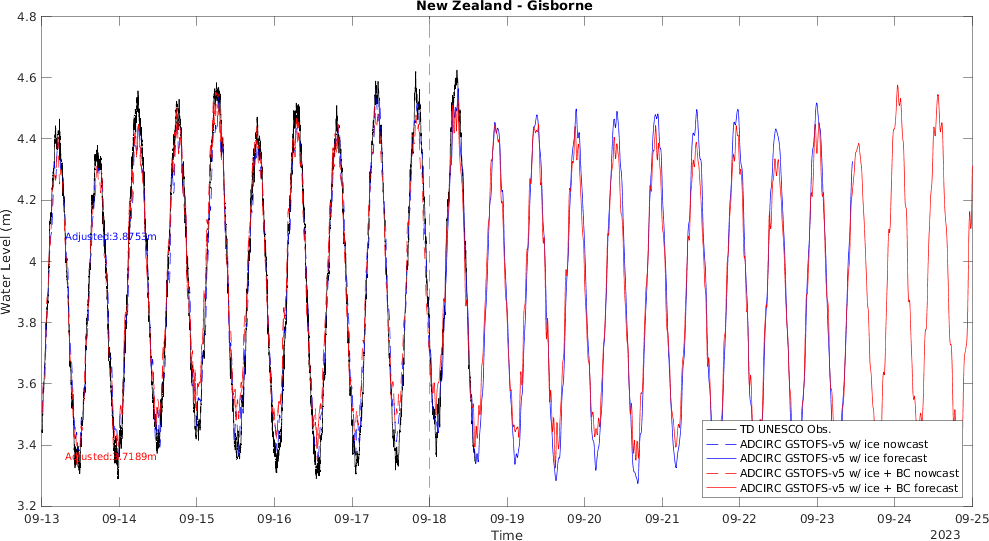 New Zealand - Gisborne
4.8
4.6
4.4
4.2
4
3.8
3.6
3.4
3.2
Water Level (m)
Adjusted:3.8753m
Adjusted:3.7189m
TD UNESCO Obs.
ADCIRC GSTOFS-v5 w/ ice nowcast
ADCIRC GSTOFS-v5 w/ ice forecast
ADCIRC GSTOFS-v5 w/ ice + BC nowcast
ADCIRC GSTOFS-v5 w/ ice + BC forecast
09-13 09-14 09-15 09-16 09-17 09-18 09-19 09-20 09-21 09-22 09-23 09-24 09-25
Time
2023